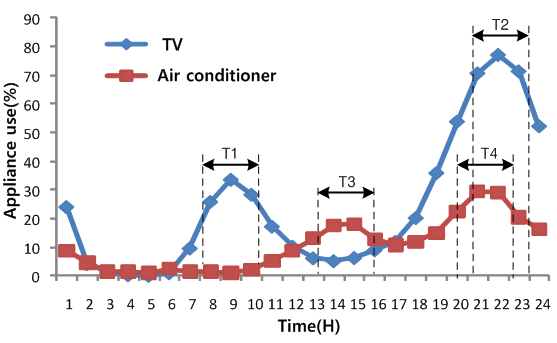 90
80
70
60
50
40
30
20
10
0
Appliance use(%)
TV
Air conditioner
T1
T2
T3
T4
1 2 3 4 5 6 7 8 9 10 11 12 13 14 15 16 17 18 19 20 21 22 23 24
Time(H)